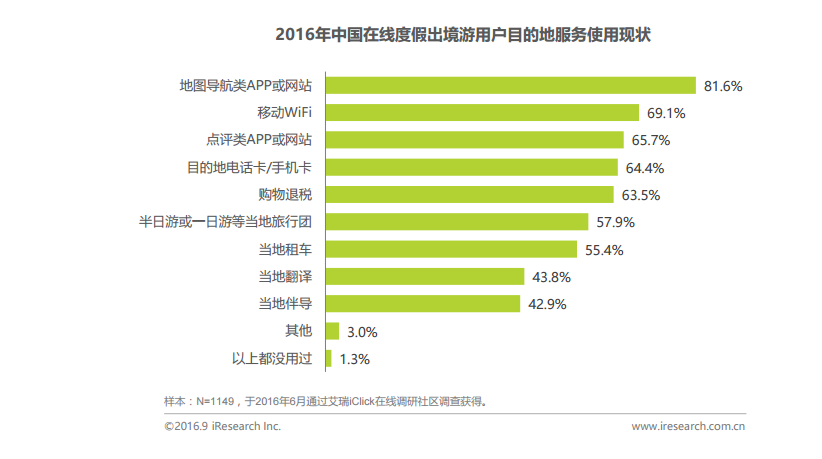 2016年中国在线度假出境游用户目的地服务使用现状
地图导航类APP或网站 81.6%
移动WiFi 69.1%
点评类APP或网站 65.7%
目的地电话卡/手机卡 64.4%
购物退税 63.5%
半日游或一日游等当地旅行团 57.9%
当地租车 55.4%
当地翻译 43.8%
当地伴导 42.9%
其他 3.0%
以上都没用过 1.3%
样本：N=1149，于2016年6月通过艾瑞iClick在线调研社区调查获得。
©2016.9 iResearch Inc. www.iresearch.com.cn